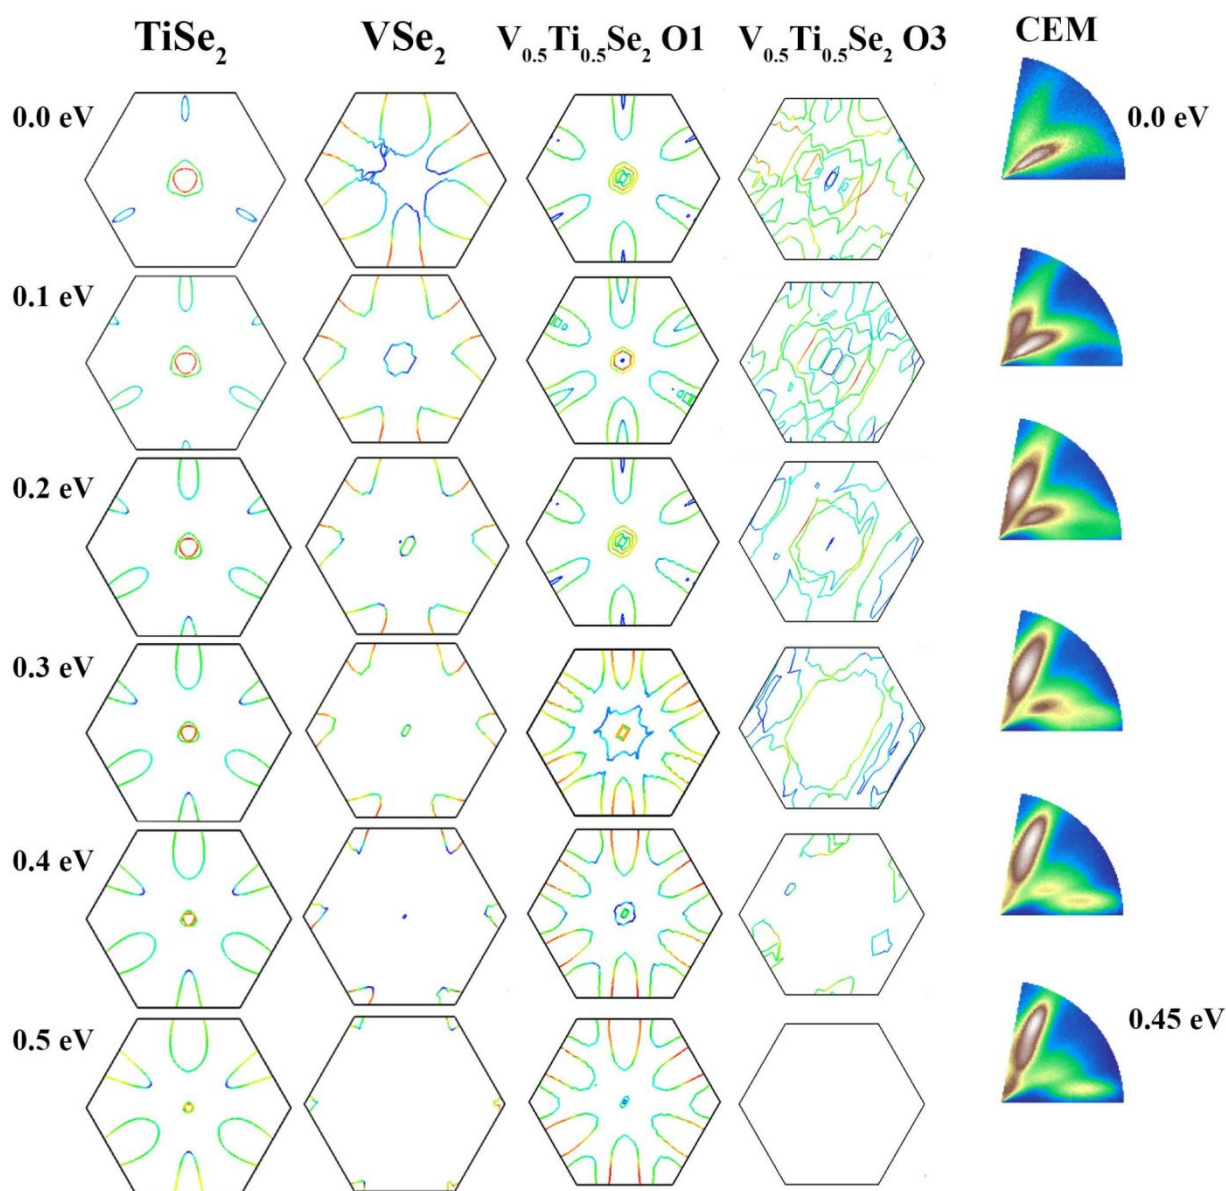 TiSe2 VSe2 V0.5Ti0.5Se2 O1 V0.5Ti0.5Se2 O3 CEM
0.0 eV 0.0 eV
0.1 eV
0.2 eV
0.3 eV
0.4 eV
0.5 eV 0.45 eV